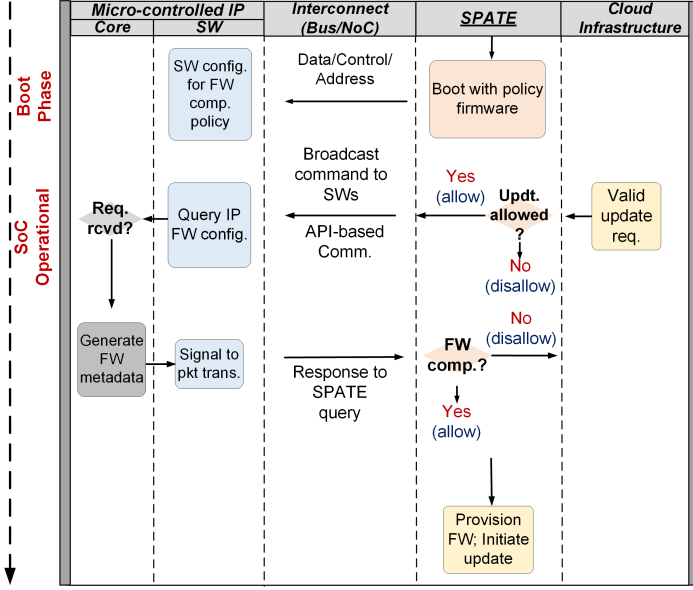 Micro-controlled IP
Core
SW
Interconnect
(Bus/NoC)
SPATE
Cloud
Infrastructure
Boot
Phase
SW config.
for FW
comp.
policy
Data/Control/
Address
Boot with policy
firmware
SoC
Operational
Req.
rcvd?
Query IP
FW config.
Broadcast
command to
SWs
API-based
Comm.
Yes
(allow)
Updt.
allowed
?
No
(disallow)
Valid
update
req.
Generate
FW
metadata
Signal to
pkt trans.
Response to
SPATE
query
FW
comp.?
No
(disallow)
Yes
(allow)
Provision
FW; Initiate
update